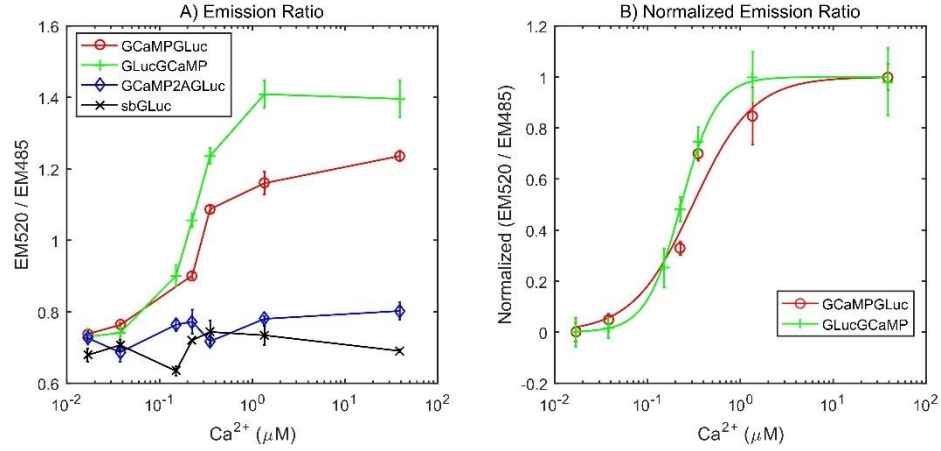 A) Emission Ratio
1.6
1.4
1.2
1
0.8
0.6
EM520 / EM485
GCaMPGLuc
GLucGCaMP
GCaMP2AGLuc
sbGLuc
10⁻² 10⁻¹ 10⁰ 10¹ 10²
Ca²⁺ (μM)
B) Normalized Emission Ratio
1.2
1
0.8
0.6
0.4
0.2
0
-0.2
Normalized (EM520 / EM485)
GCaMPGLuc
GLucGCaMP
10⁻² 10⁻¹ 10⁰ 10¹ 10²
Ca²⁺ (μM)